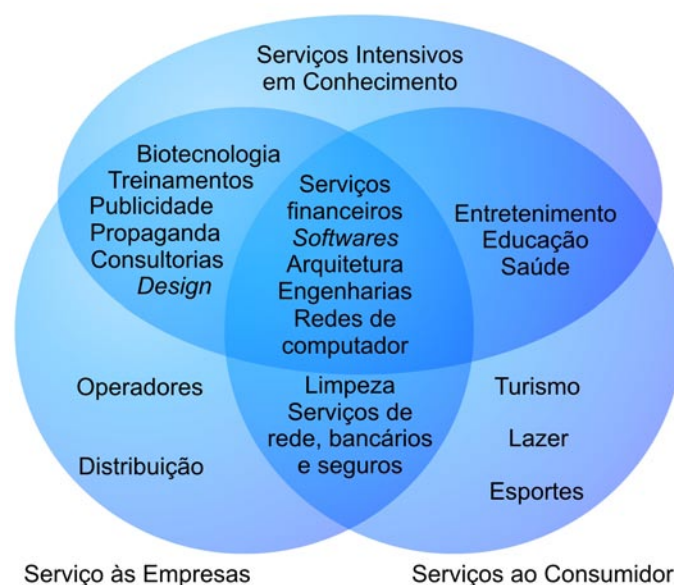 Serviços Intensivos
em Conhecimento
Biotecnologia
Treinamentos
Publicidade
Propaganda
Consultorias
Design
Serviços
financeiros
Softwares
Arquitetura
Engenharias
Redes de
computador
Entretenimento
Educação
Saúde
Operadores
Distribuição
Limpeza
Serviços de
rede, bancários
e seguros
Turismo
Lazer
Esportes
Serviço às Empresas
Serviços ao Consumidor